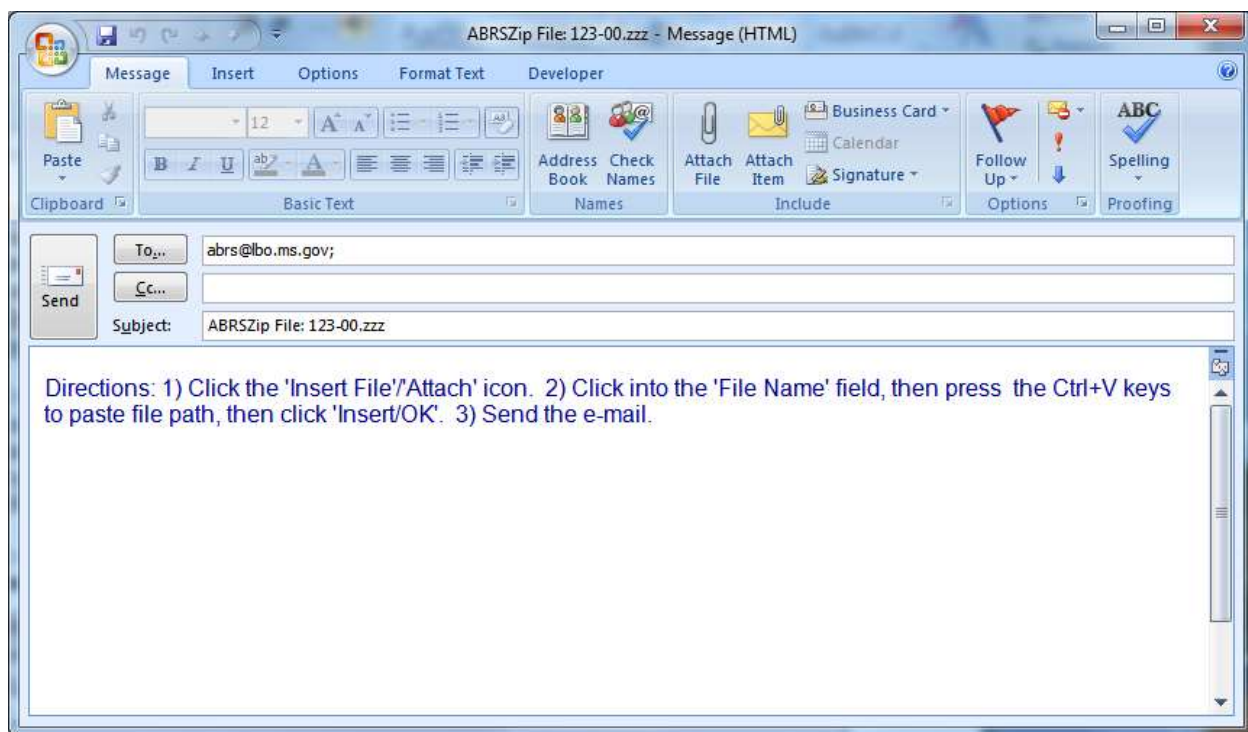 ABRSZip File: 123-00.zzz - Message (HTML)
Message Insert Options Format Text Developer
Paste
Clipboard
12
B I U
Basic Text
Address Book
Check Names
Names
Attach File
Attach Item
Business Card
Calendar
Signature
Include
Follow Up
Options
ABC
Spelling
Proofing
Send
To...
abrs@lbo.ms.gov;
Cc...
Subject:
ABRSZip File: 123-00.zzz
Directions: 1) Click the 'Insert File'/'Attach' icon.  2) Click into the 'File Name' field, then press  the Ctrl+V keys
to paste file path, then click 'Insert/OK'.  3) Send the e-mail.